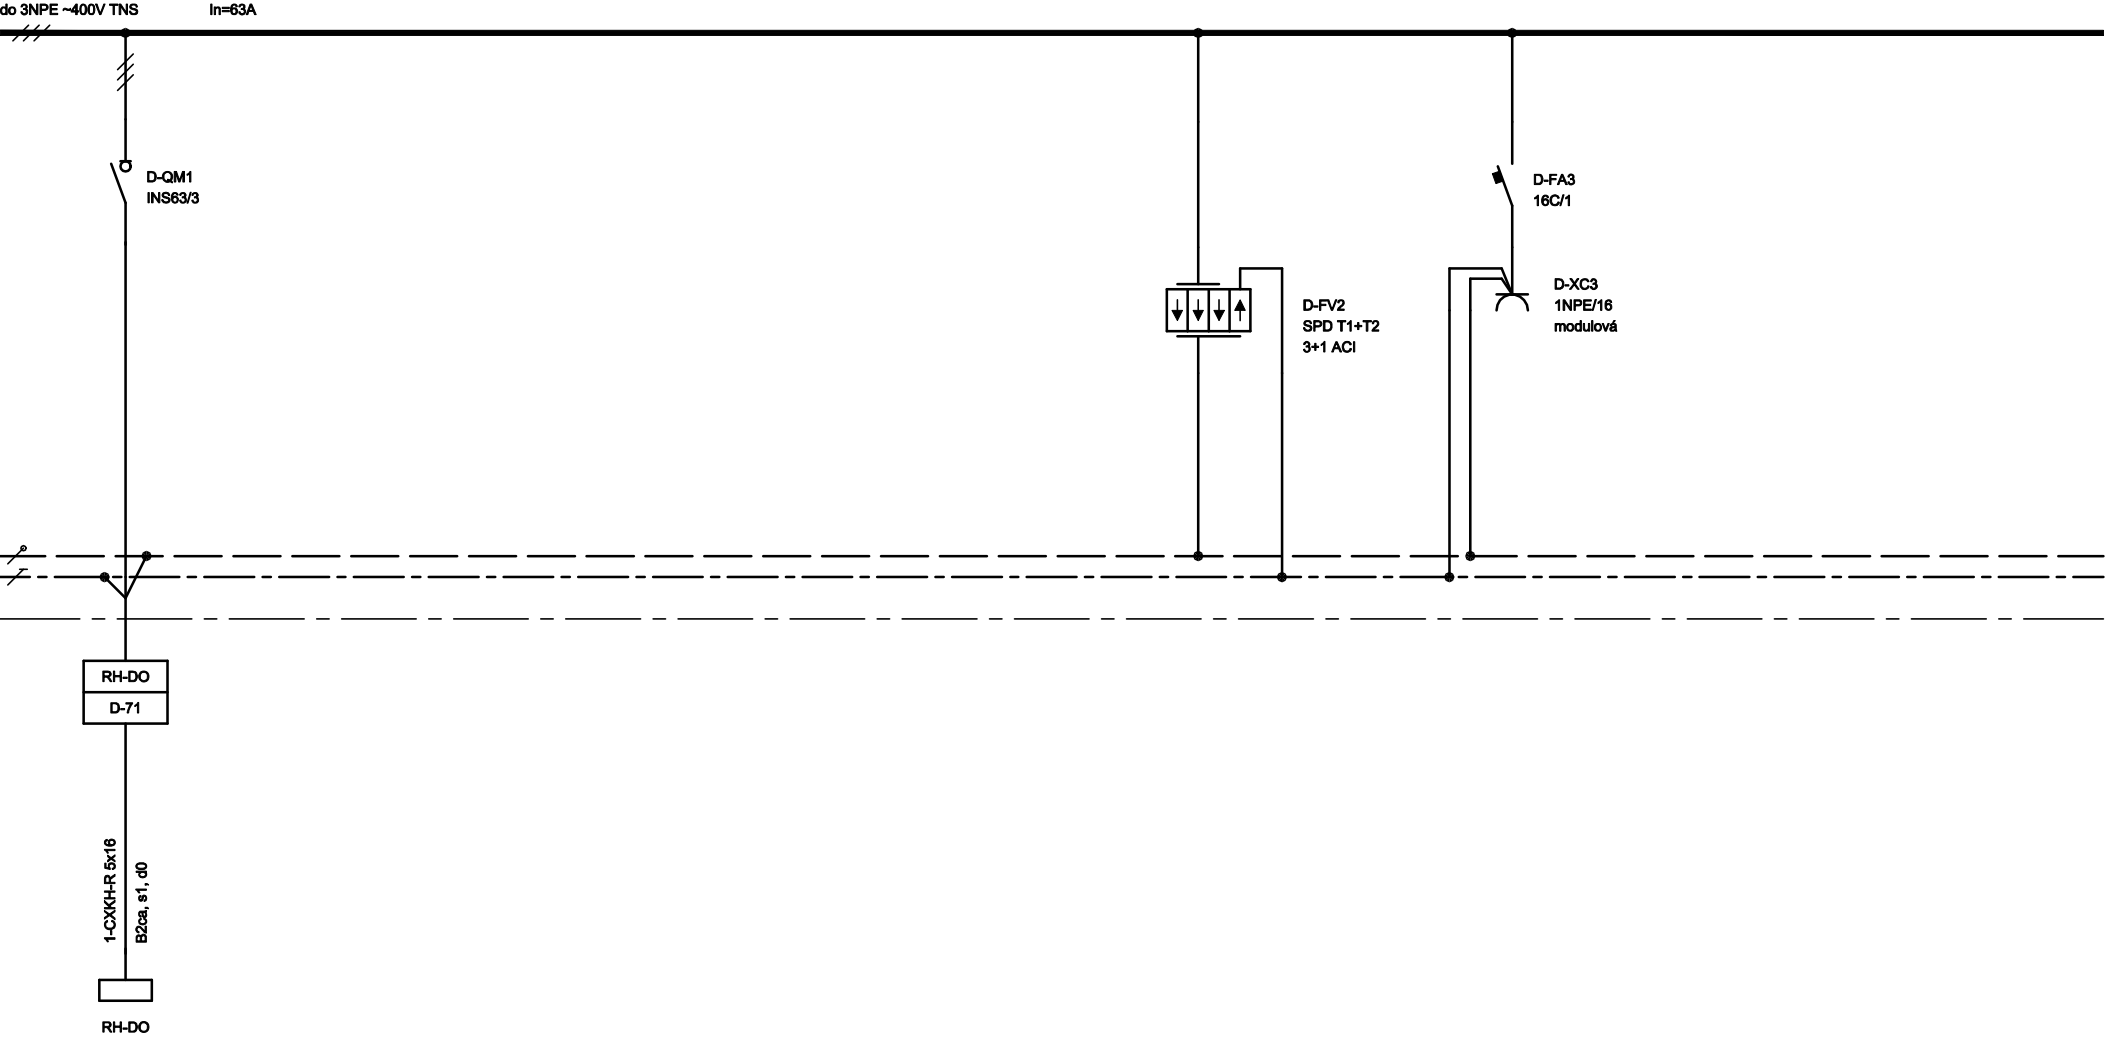 do 3NPE ~400V TNS
In=63A
D-QM1
INS63/3
D-FV2
SPD T1+T2
3+1 ACI
D-FA3
16C/1
D-XC3
1NPE/16
modulová
RH-DO
D-71
1-CXKH-R 5x16
B2ca, s1, d0
RH-DO